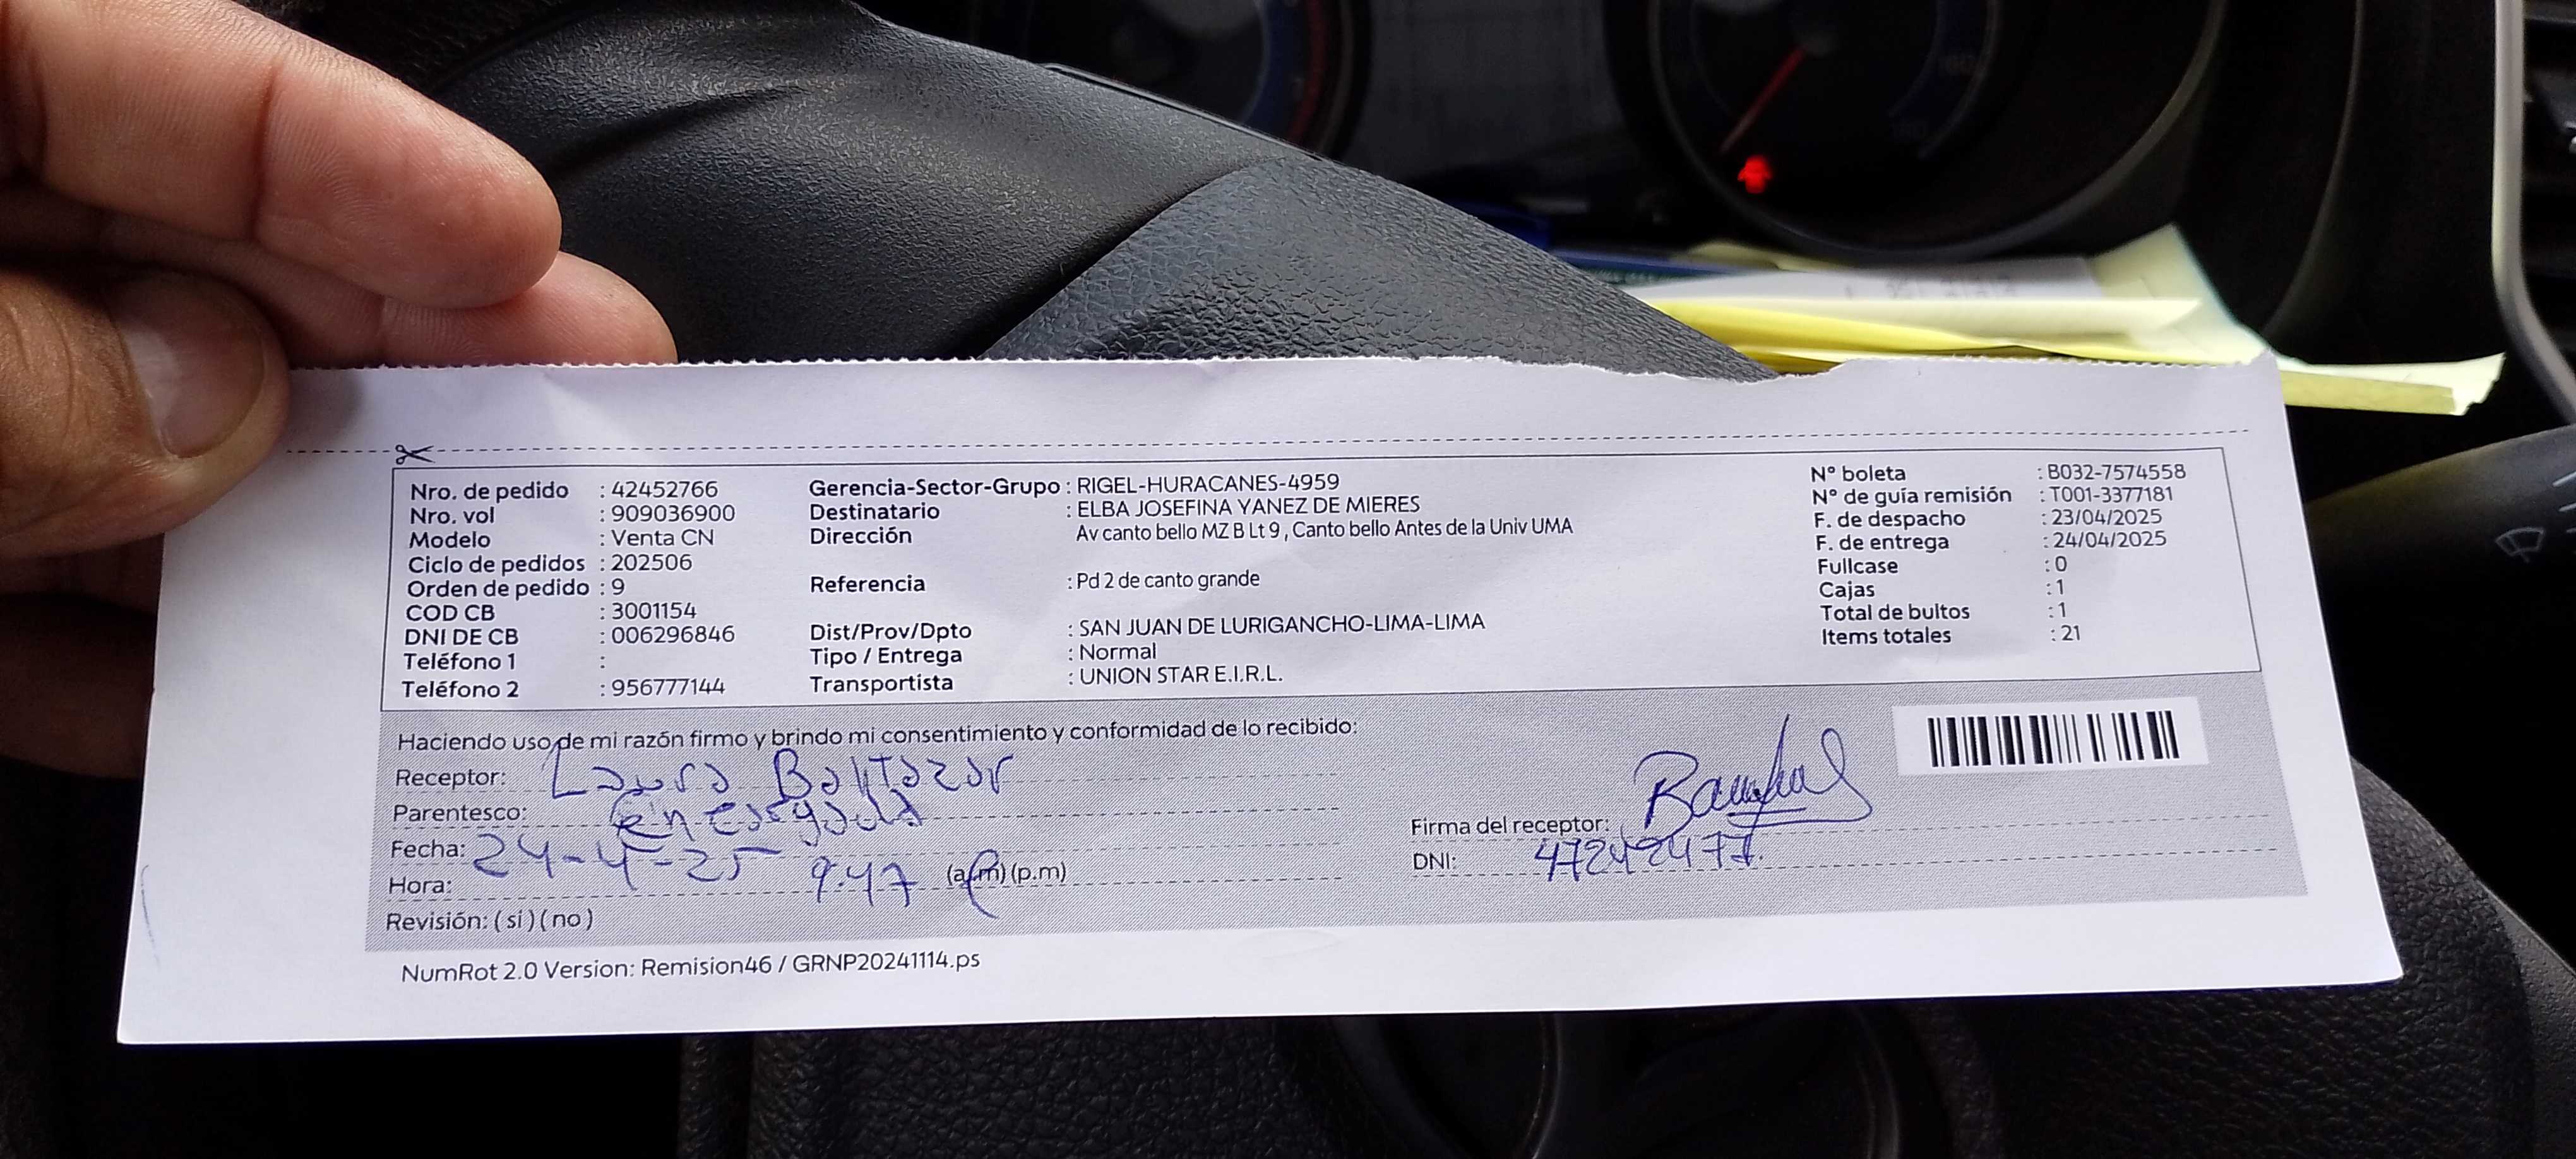 Nro. de pedido : 42452766
Nro. vol : 909036900
Modelo : Venta CN
Ciclo de pedidos : 202506
Orden de pedido : 9
COD CB : 3001154
DNI DE CB : 006296846
Teléfono 1 :
Teléfono 2 : 956777144
Gerencia-Sector-Grupo : RIGEL-HURACANES-4959
Destinatario : ELBA JOSEFINA YANEZ DE MIERES
Dirección Av canto bello MZ B Lt 9 , Canto bello Antes de la Univ UMA
Referencia : Pd 2 de canto grande
Dist/Prov/Dpto : SAN JUAN DE LURIGANCHO-LIMA-LIMA
Tipo / Entrega : Normal
Transportista : UNION STAR E.I.R.L.
N° boleta : B032-7574558
N° de guía remisión : T001-3377181
F. de despacho : 23/04/2025
F. de entrega : 24/04/2025
Fullcase : 0
Cajas : 1
Total de bultos : 1
Items totales : 21
Haciendo uso de mi razón firmo y brindo mi consentimiento y conformidad de lo recibido:
Receptor: Laura Baltazar
Parentesco: encargada
Fecha: 24-4-25
Hora: 9:47 (a.m) (p.m)
Revisión: ( si ) ( no )
Firma del receptor:
DNI: 47242477
NumRot 2.0 Version: Remision46 / GRNP20241114.ps